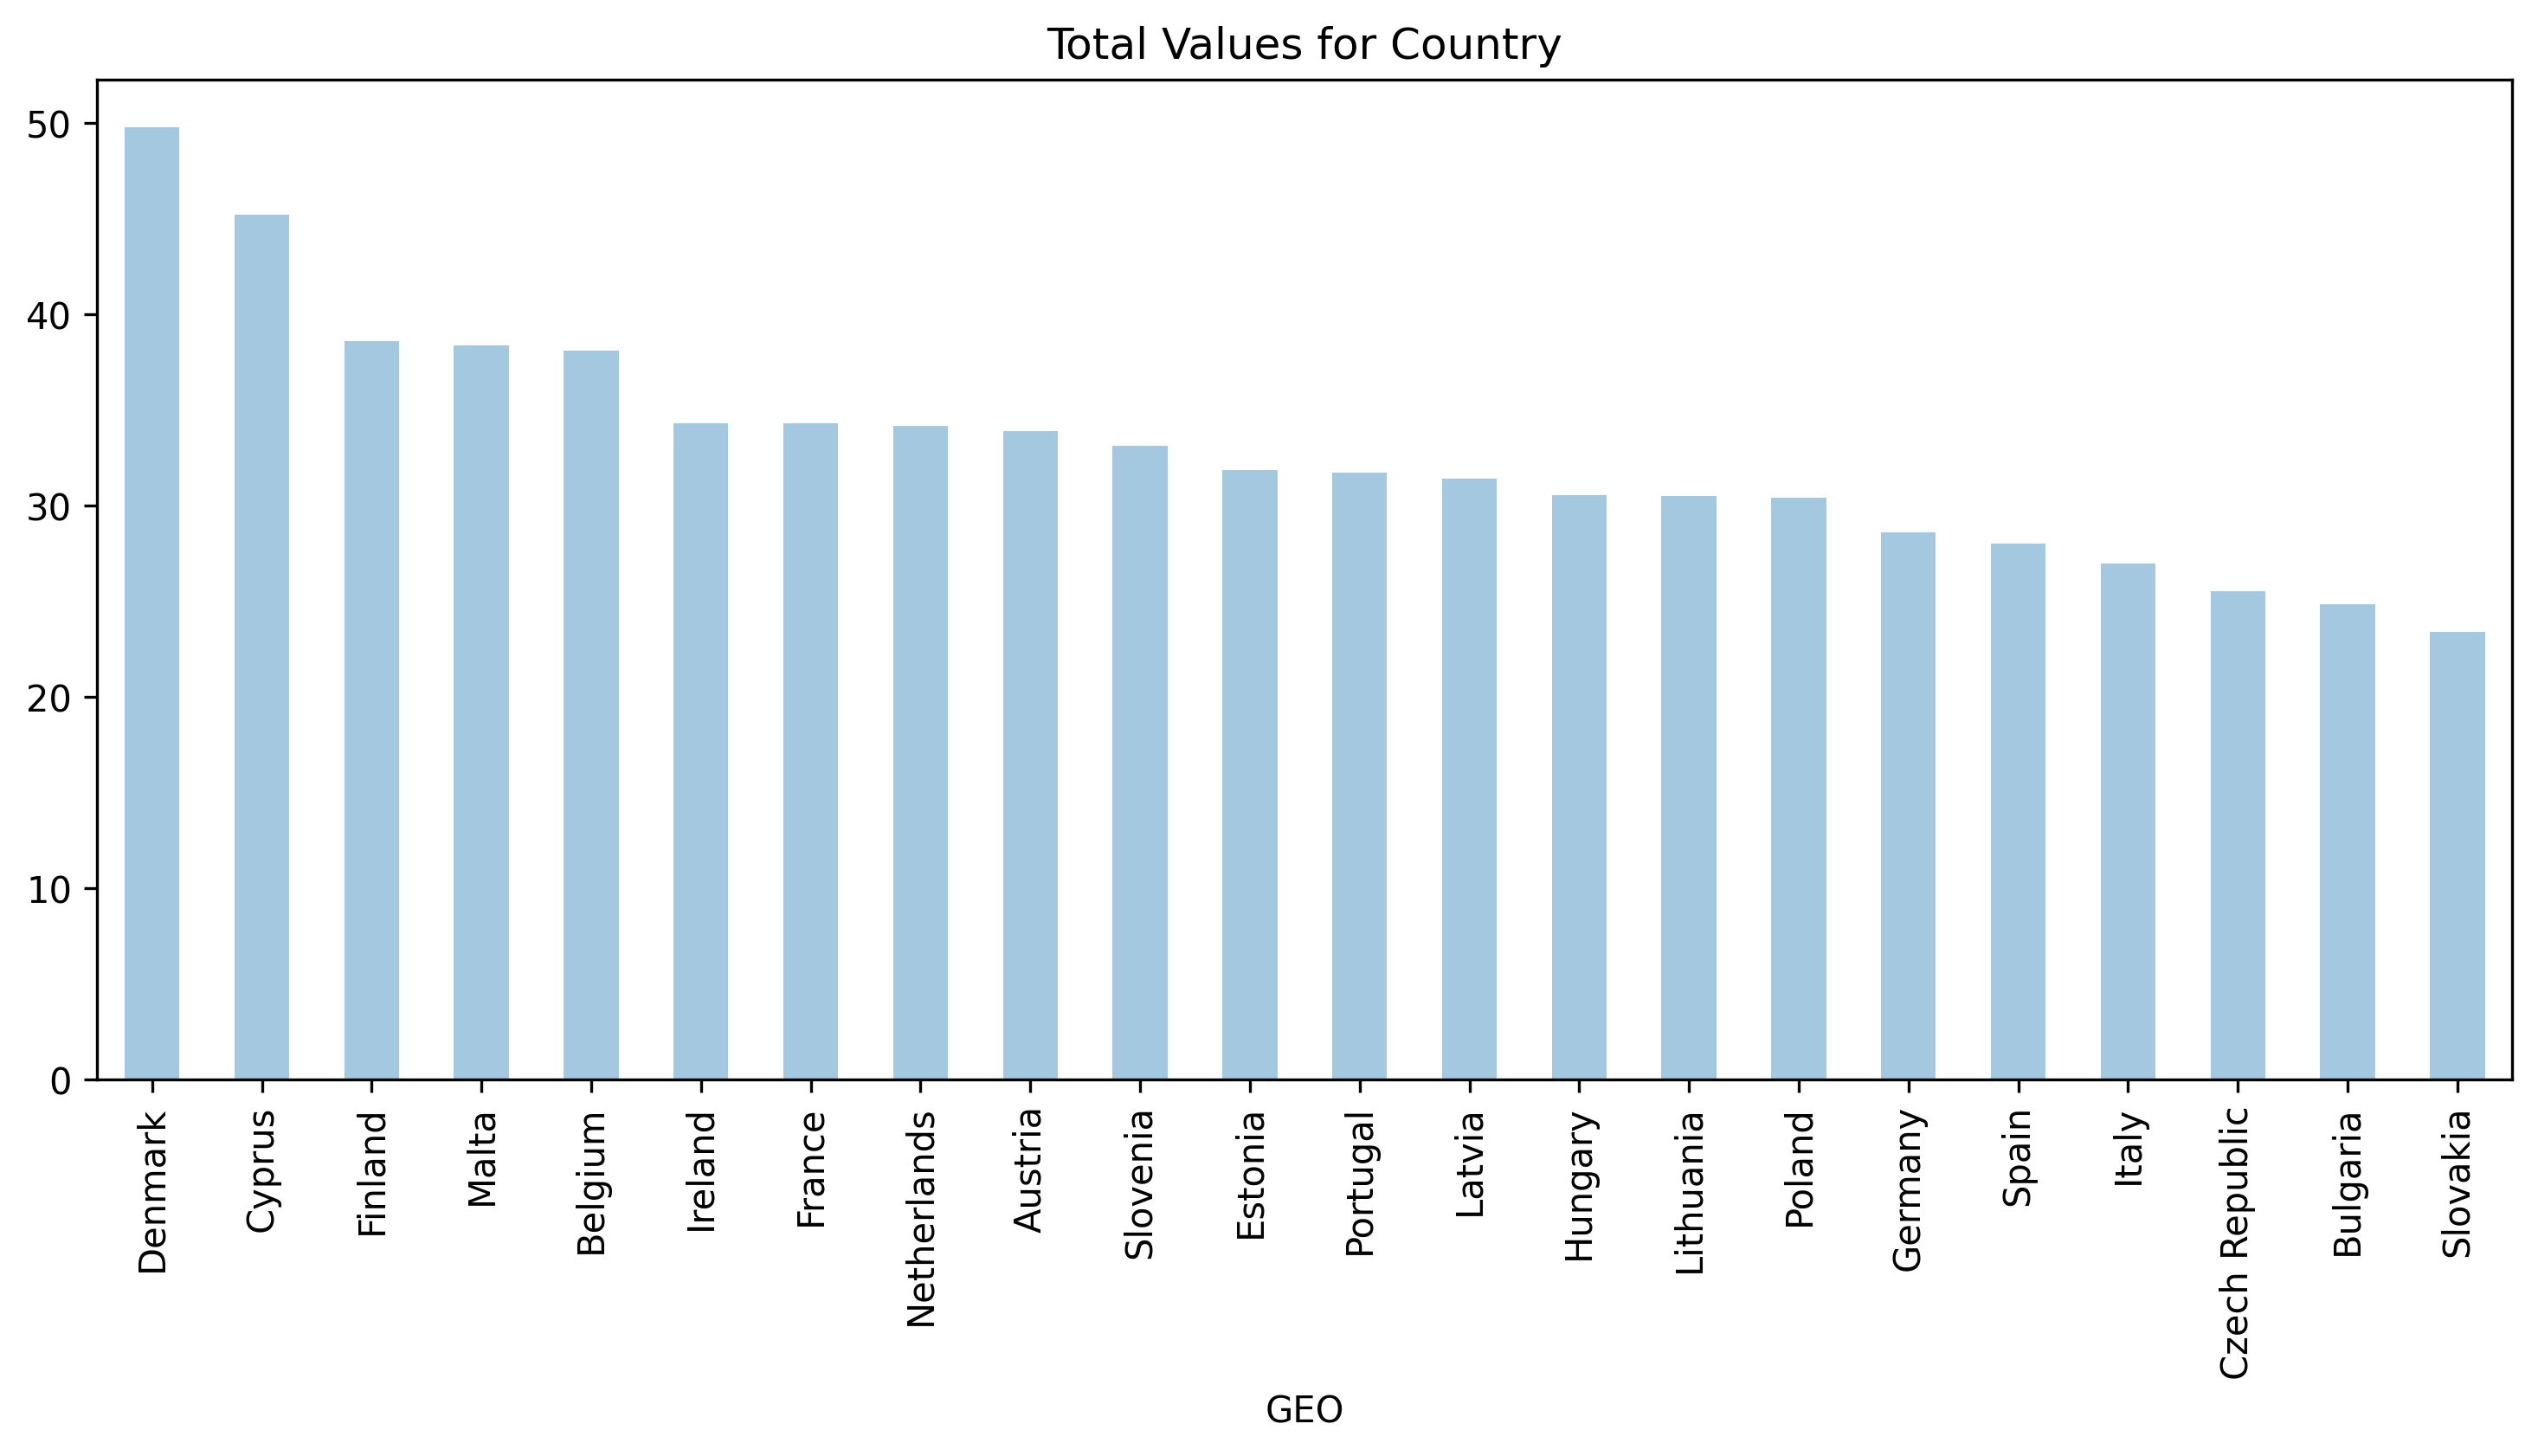 Total Values for Country
50
40
30
20
10
0
Denmark
Cyprus
Finland
Malta
Belgium
Ireland
France
Netherlands
Austria
Slovenia
Estonia
Portugal
Latvia
Hungary
Lithuania
Poland
Germany
Spain
Italy
Czech Republic
Bulgaria
Slovakia
GEO